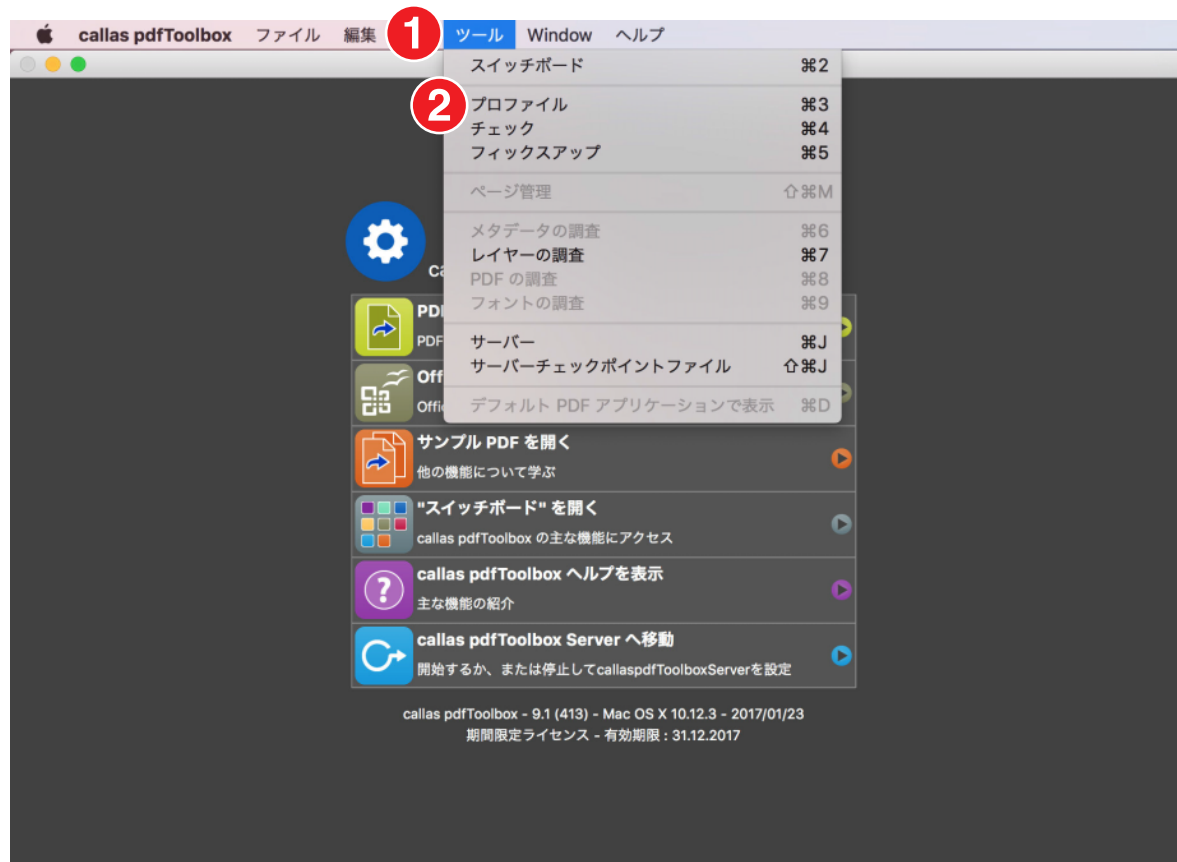 callas pdfToolbox ファイル 編集 1 ツール Window ヘルプ
スイッチボード ⌘2
2 プロファイル ⌘3
チェック ⌘4
フィックスアップ ⌘5
ページ管理 ⇧⌘M
メタデータの調査 ⌘6
レイヤーの調査 ⌘7
PDF の調査 ⌘8
フォントの調査 ⌘9
サーバー ⌘J
サーバーチェックポイントファイル ⇧⌘J
デフォルト PDF アプリケーションで表示 ⌘D
サンプル PDF を開く
他の機能について学ぶ
"スイッチボード" を開く
callas pdfToolbox の主な機能にアクセス
callas pdfToolbox ヘルプを表示
主な機能の紹介
callas pdfToolbox Server へ移動
開始するか、または停止してcallaspdfToolboxServerを設定
callas pdfToolbox - 9.1 (413) - Mac OS X 10.12.3 - 2017/01/23
期間限定ライセンス - 有効期限 : 31.12.2017